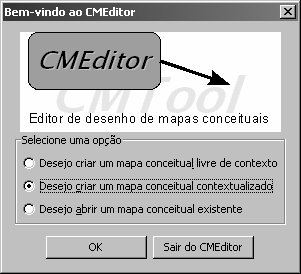 Bem-vindo ao CMEditor
CMEditor
CMTool
Editor de desenho de mapas conceituais
Selecione uma opção
Desejo criar um mapa conceitual livre de contexto
Desejo criar um mapa conceitual contextualizado
Desejo abrir um mapa conceitual existente
OK
Sair do CMEditor